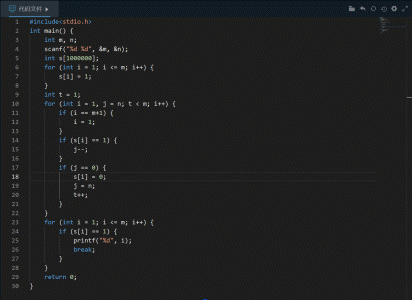 代码文件
1 #include<stdio.h>
2 int main() {
3 int m, n;
4 scanf("%d %d", &m, &n);
5 int s[1000000];
6 for (int i = 1; i <= m; i++) {
7 s[i] = 1;
8 }
9 int t = 1;
10 for (int i = 1, j = n; t < m; i++) {
11 if (i == m+1) {
12 i = 1;
13 }
14 if (s[i] == 1) {
15 j--;
16 }
17 if (j == 0) {
18 s[i] = 0;
19 j = n;
20 t++;
21 }
22 }
23 for (int i = 1; i <= m; i++) {
24 if (s[i] == 1) {
25 printf("%d", i);
26 break;
27 }
28 }
29 return 0;
30 }